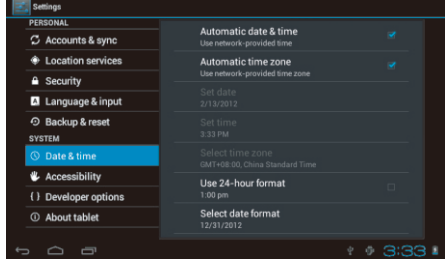 Settings
PERSONAL
Accounts & sync
Location services
Security
Language & input
Backup & reset
SYSTEM
Date & time
Accessibility
Developer options
About tablet
Automatic date & time
Use network-provided time
Automatic time zone
Use network-provided time zone
Set date
2/13/2012
Set time
3:33 PM
Select time zone
GMT+08:00, China Standard Time
Use 24-hour format
1:00 pm
Select date format
12/31/2012
3:33